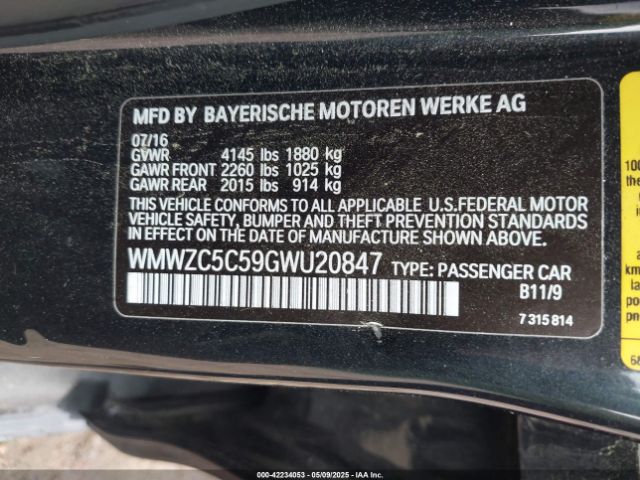 MFD BY BAYERISCHE MOTOREN WERKE AG
07/16
GVWR 4145 lbs 1880 kg
GAWR FRONT 2260 lbs 1025 kg
GAWR REAR 2015 lbs 914 kg
THIS VEHICLE CONFORMS TO ALL APPLICABLE U.S.FEDERAL MOTOR
VEHICLE SAFETY, BUMPER AND THEFT PREVENTION STANDARDS
IN EFFECT ON THE DATE OF MANUFACTURE SHOWN ABOVE.
WMWZC5C59GWU20847 TYPE: PASSENGER CAR
B11/9
7 315 814
000-42234053 - 05/09/2025 - IAAI.COM